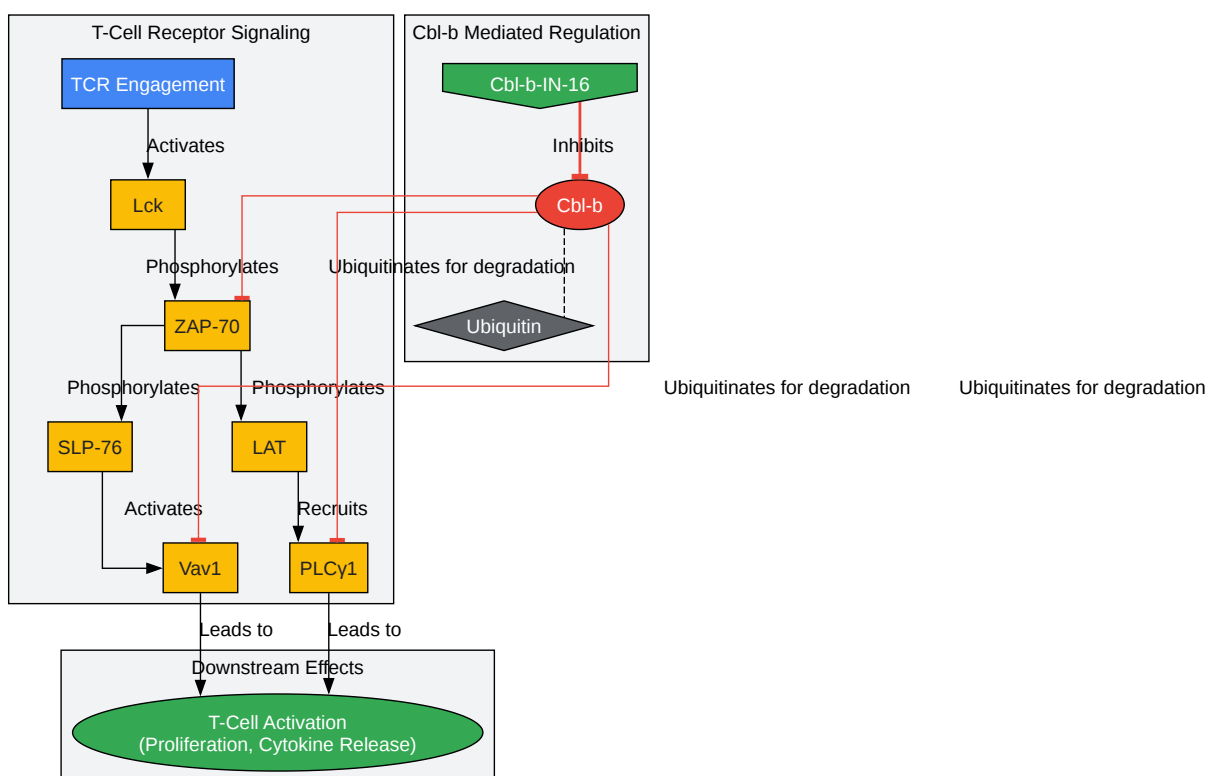 T-Cell Receptor Signaling
Cbl-b Mediated Regulation
TCR Engagement
Cbl-b-IN-16
Activates
Inhibits
Lck
Cbl-b
Phosphorylates
Ubiquitinates for degradation
ZAP-70
Ubiquitin
Phosphorylates
Phosphorylates
Ubiquitinates for degradation
Ubiquitinates for degradation
SLP-76
LAT
Activates
Recruits
Vav1
PLCγ1
Leads to
Leads to
Downstream Effects
T-Cell Activation
(Proliferation, Cytokine Release)